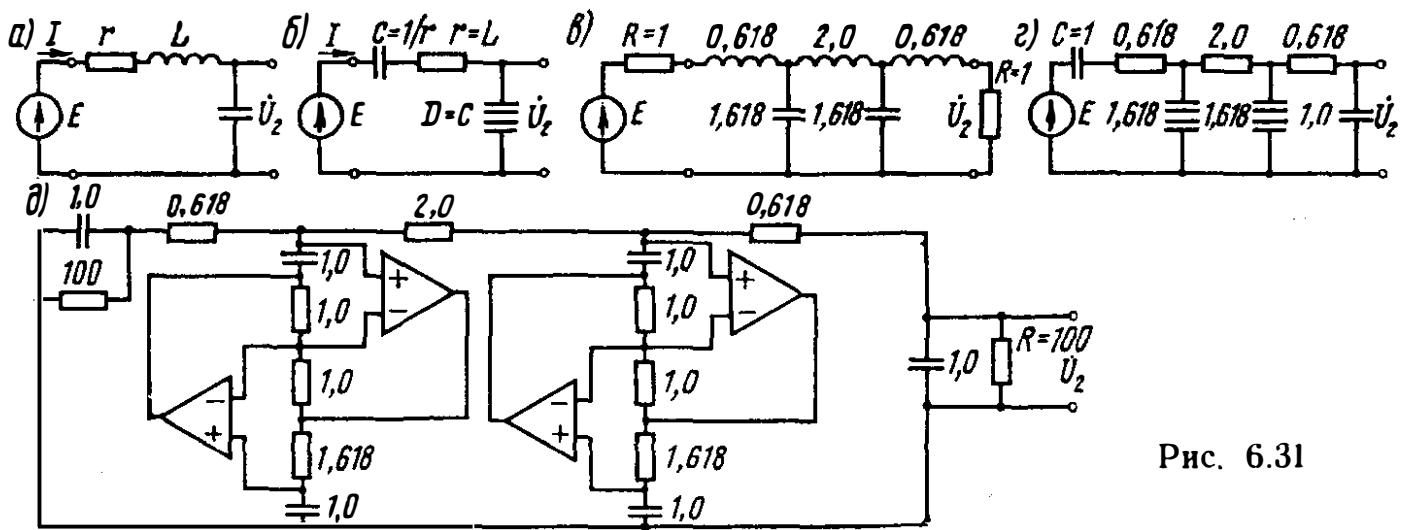 а) I r L
E U̇₂
б) I C=1/r r=L
E D=C U̇₂
в) R=1 0,618 2,0 0,618
R=1
E 1,618 1,618 U̇₂
г) C=1 0,618 2,0 0,618
E 1,618 1,618 1,0 U̇₂
д) 1,0 0,618 2,0 0,618
100
1,0 + − 1,0 + −
1,0 1,0
R=100
− + 1,0 − + 1,0 1,0 U̇₂
1,618 1,618
1,0 1,0
Рис. 6.31